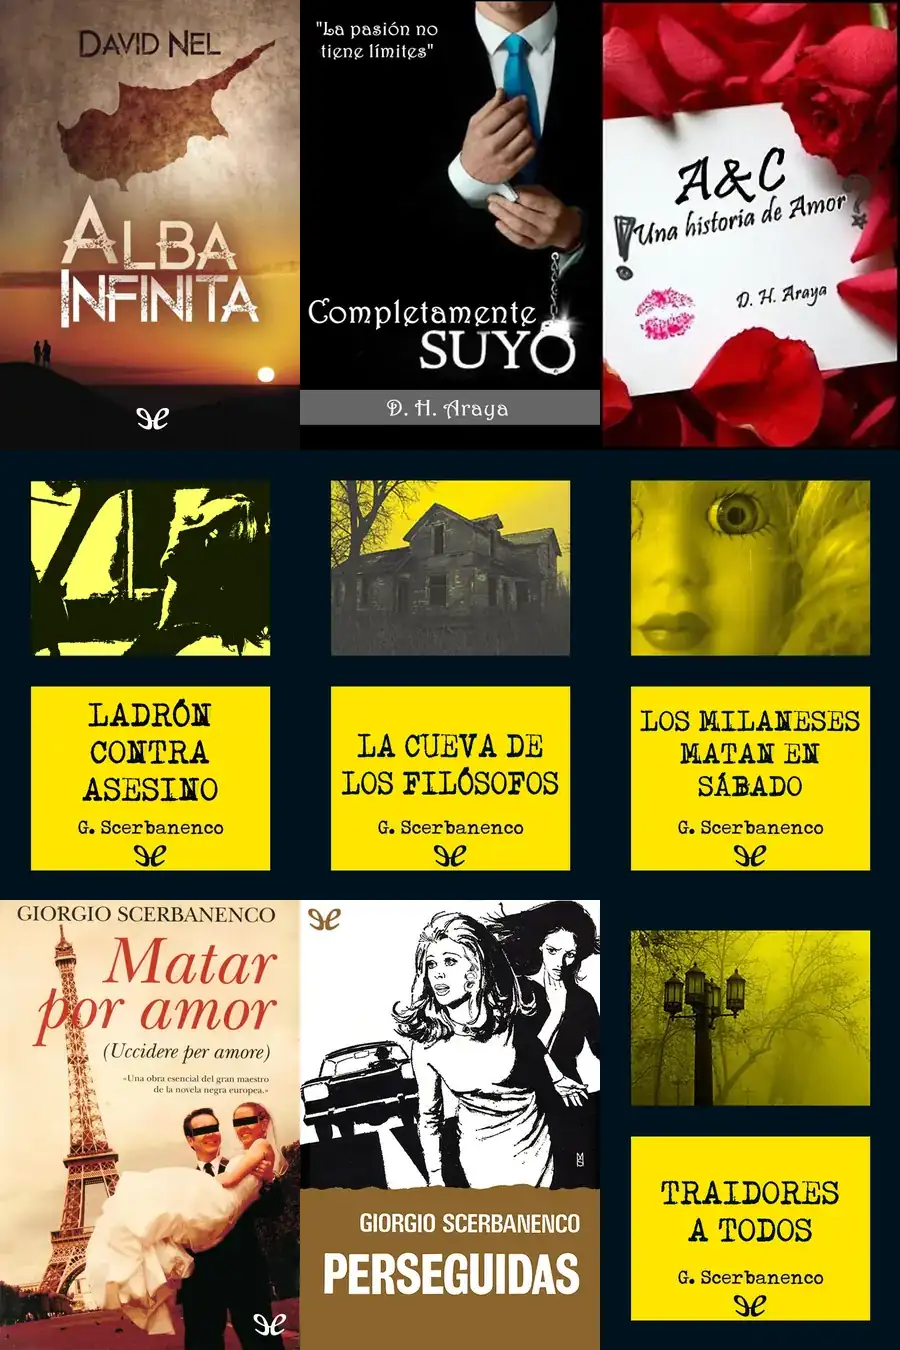 DAVID NEL
ALBA
INFINITA
"La pasión no
tiene límites"
Completamente
SUYO
D. H. Araya
A&C
¡Una historia de Amor?
D. H. Araya
LADRÓN
CONTRA
ASESINO
G. Scerbanenco
LA CUEVA DE
LOS FILÓSOFOS
G. Scerbanenco
LOS MILANESES
MATAN EN
SÁBADO
G. Scerbanenco
GIORGIO SCERBANENCO
Matar
por amor
(Uccidere per amore)
«Una obra esencial del gran maestro
de la novela negra europea.»
GIORGIO SCERBANENCO
PERSEGUIDAS
TRAIDORES
A TODOS
G. Scerbanenco